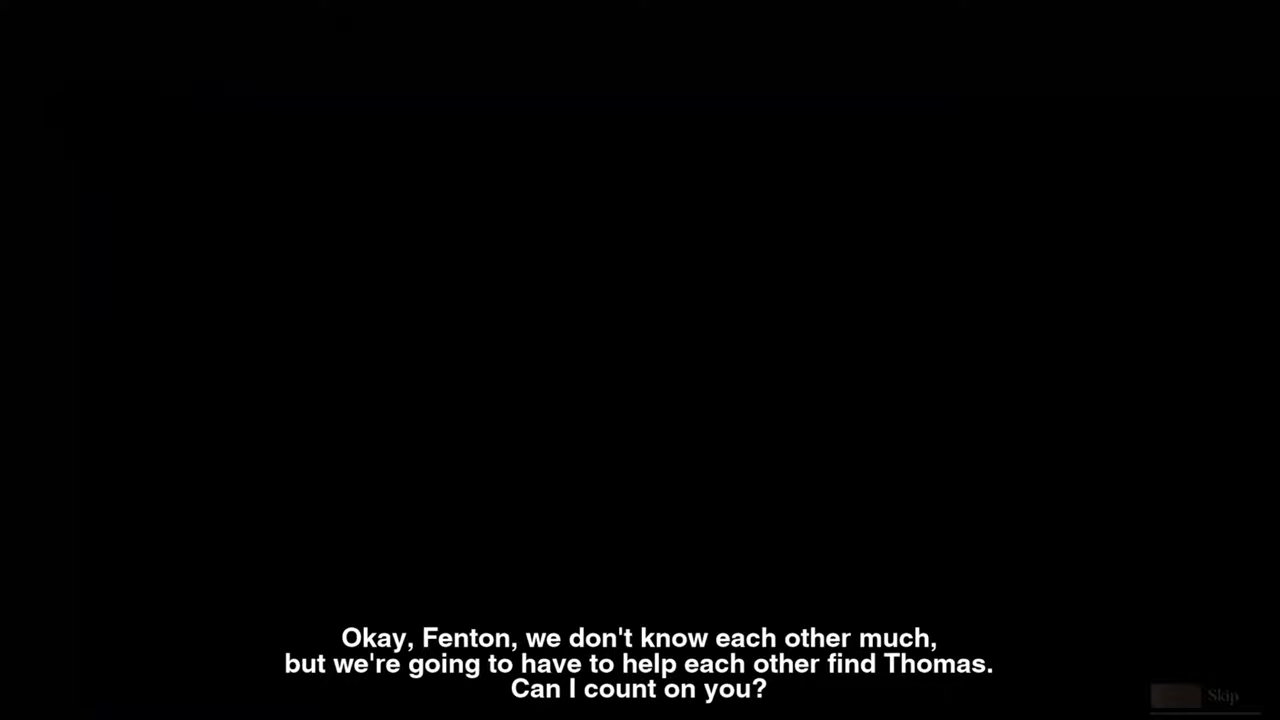 Okay, Fenton, we don't know each other much,
but we're going to have to help each other find Thomas.
Can I count on you?
Skip